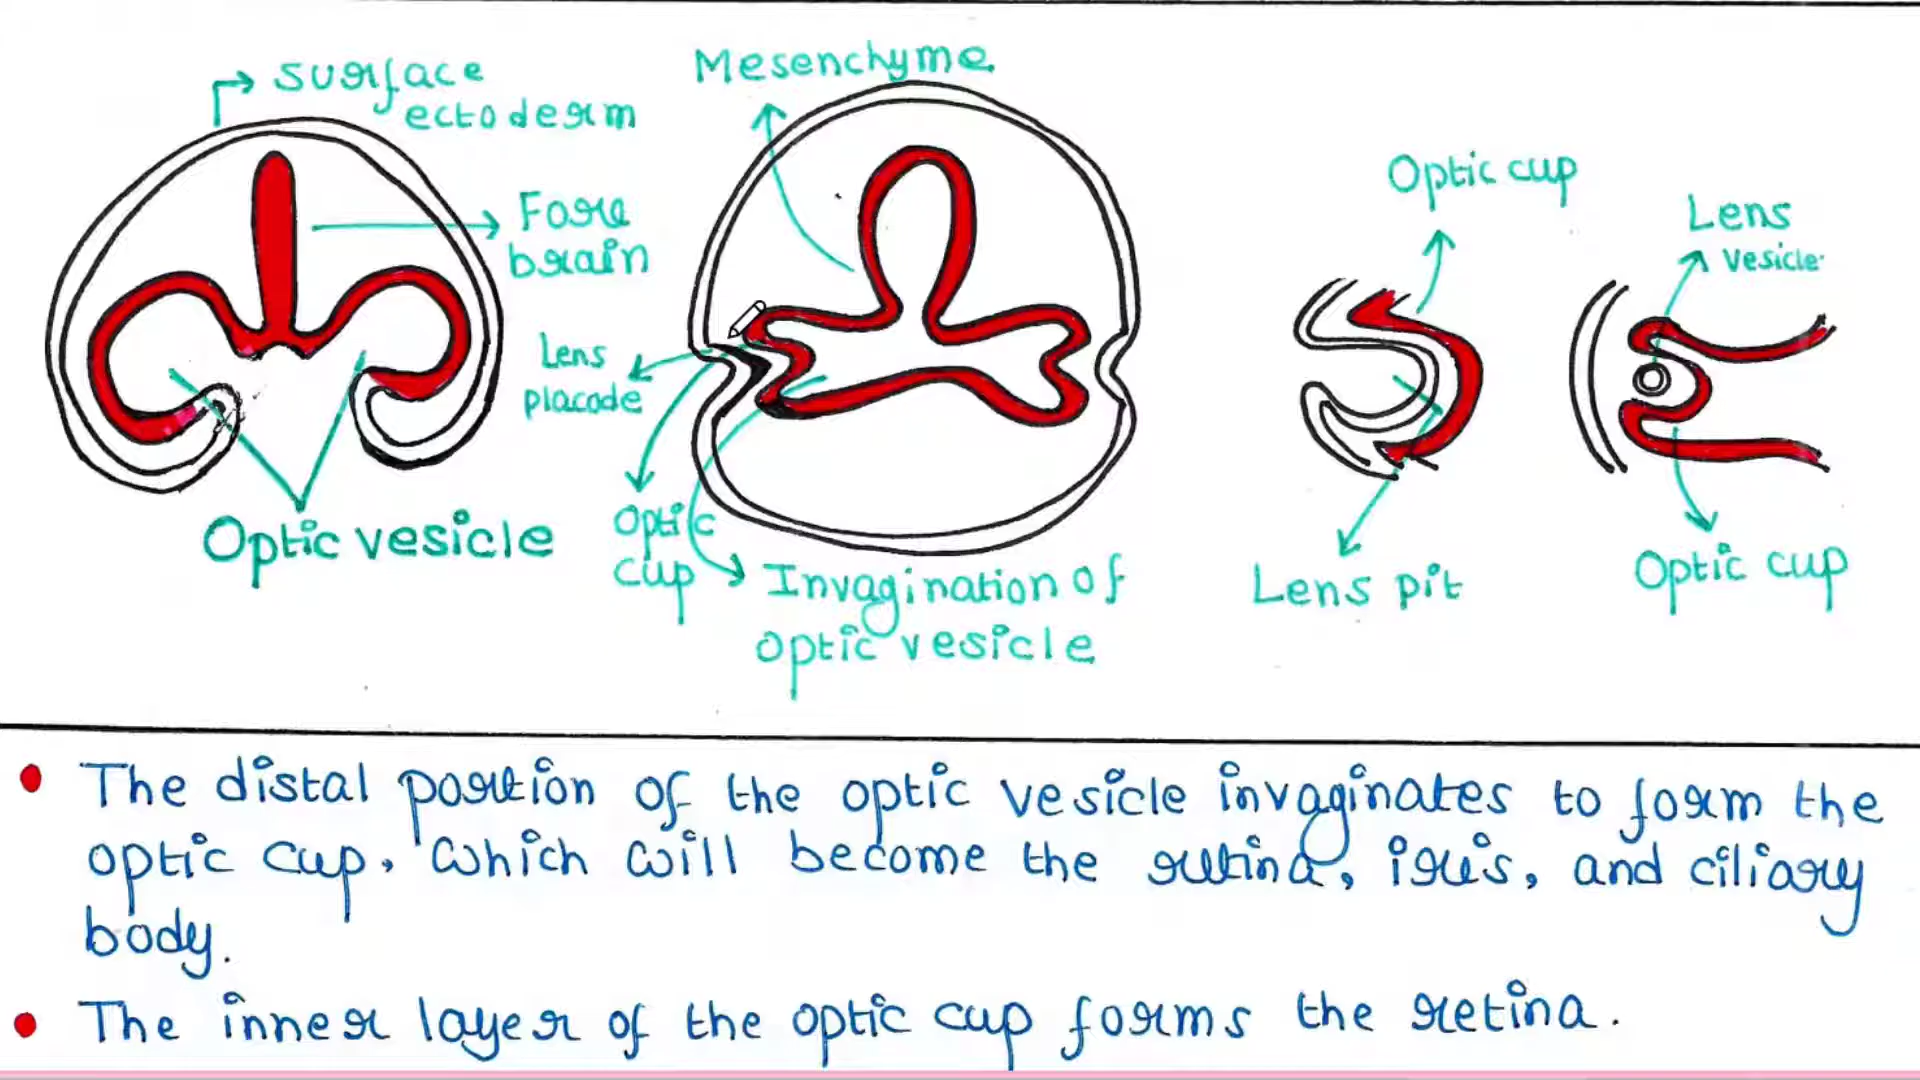 Surface
ectoderm
Fore
brain
Optic vesicle
Mesenchyme
Lens
placode
Optic
cup
Invagination of
optic vesicle
Optic cup
Lens pit
Lens
vesicle
Optic cup
• The distal portion of the optic vesicle invaginates to form the
optic cup, which will become the retina, iris, and ciliary
body.
• The inner layer of the optic cup forms the retina.